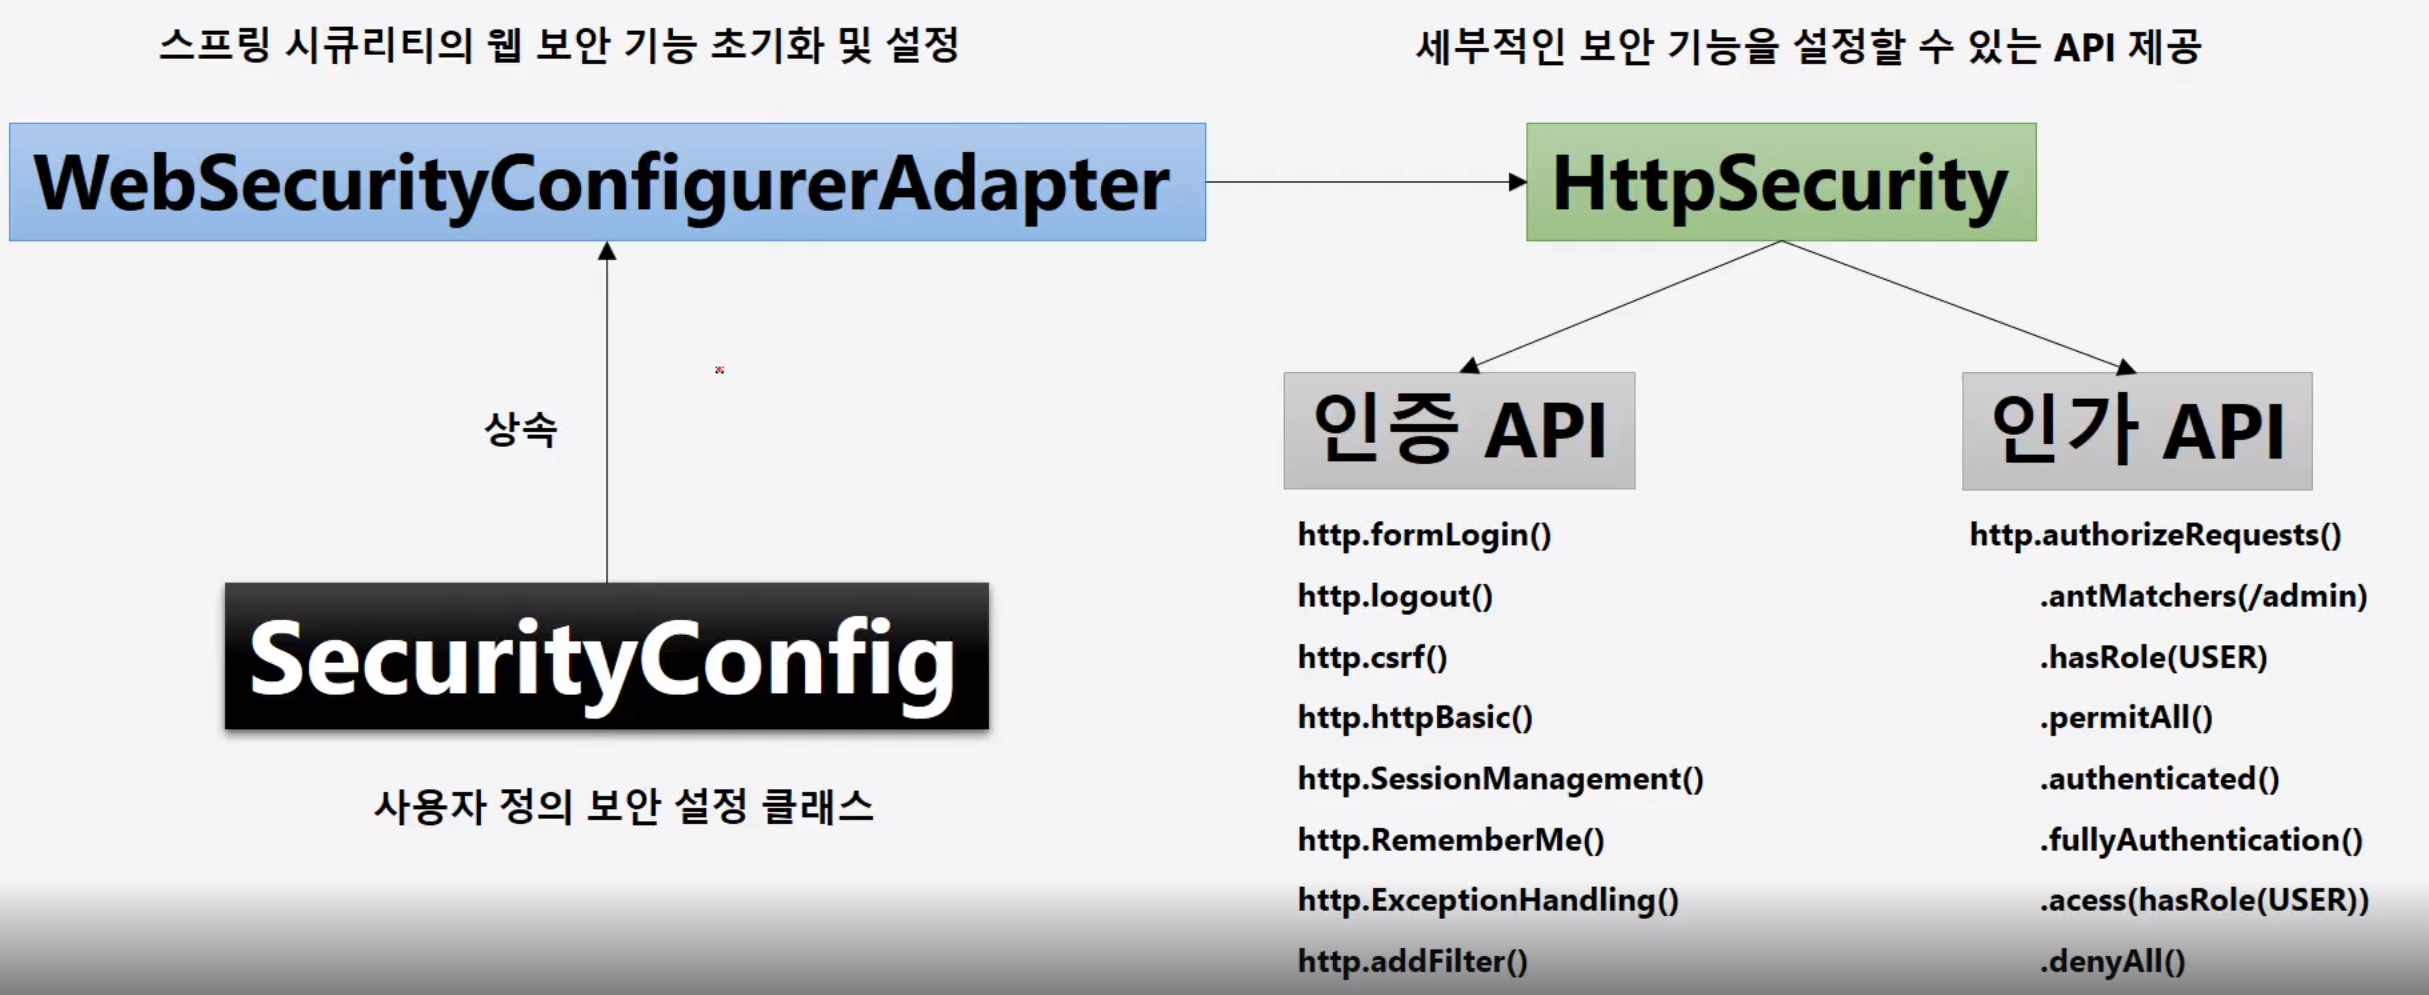 스프링 시큐리티의 웹 보안 기능 초기화 및 설정
세부적인 보안 기능을 설정할 수 있는 API 제공
WebSecurityConfigurerAdapter
HttpSecurity
상속
SecurityConfig
사용자 정의 보안 설정 클래스
인증 API
http.formLogin()
http.logout()
http.csrf()
http.httpBasic()
http.SessionManagement()
http.RememberMe()
http.ExceptionHandling()
http.addFilter()
인가 API
http.authorizeRequests()
.antMatchers(/admin)
.hasRole(USER)
.permitAll()
.authenticated()
.fullyAuthentication()
.acess(hasRole(USER))
.denyAll()